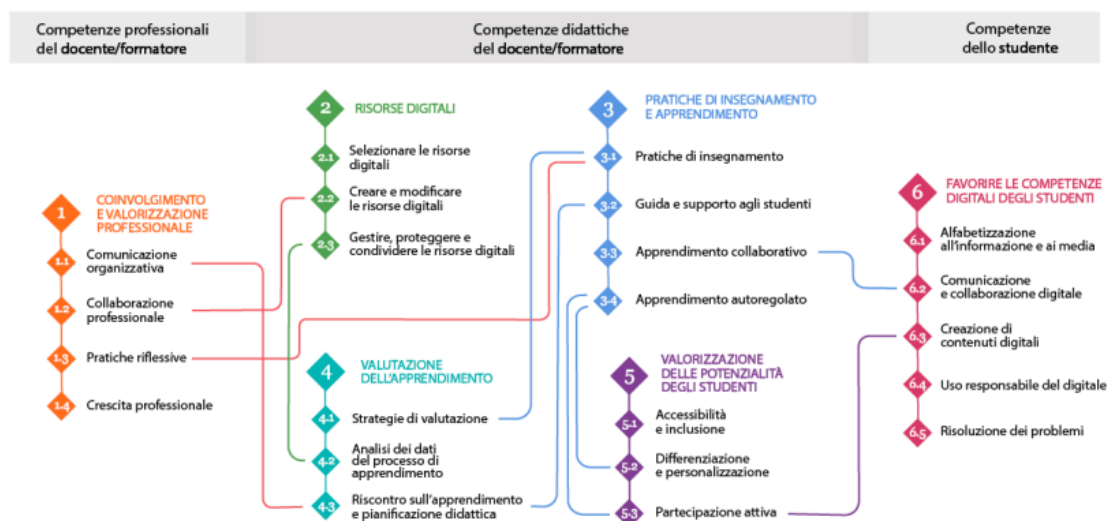 Competenze professionali
del docente/formatore
Competenze didattiche
del docente/formatore
Competenze
dello studente
1
COINVOLGIMENTO
E VALORIZZAZIONE
PROFESSIONALE
1.1
Comunicazione
organizzativa
1.2
Collaborazione
professionale
1.3
Pratiche riflessive
1.4
Crescita professionale
2
RISORSE DIGITALI
2.1
Selezionare le risorse
digitali
2.2
Creare e modificare
le risorse digitali
2.3
Gestire, proteggere e
condividere le risorse digitali
3
PRATICHE DI INSEGNAMENTO
E APPRENDIMENTO
3.1
Pratiche di insegnamento
3.2
Guida e supporto agli studenti
3.3
Apprendimento collaborativo
3.4
Apprendimento autoregolato
4
VALUTAZIONE
DELL'APPRENDIMENTO
4.1
Strategie di valutazione
4.2
Analisi dei dati
del processo di
apprendimento
4.3
Riscontro sull'apprendimento
e pianificazione didattica
5
VALORIZZAZIONE
DELLE POTENZIALITÀ
DEGLI STUDENTI
5.1
Accessibilità
e inclusione
5.2
Differenziazione
e personalizzazione
5.3
Partecipazione attiva
6
FAVORIRE LE COMPETENZE
DIGITALI DEGLI STUDENTI
6.1
Alfabetizzazione
all'informazione e ai media
6.2
Comunicazione
e collaborazione digitale
6.3
Creazione di
contenuti digitali
6.4
Uso responsabile del digitale
6.5
Risoluzione dei problemi